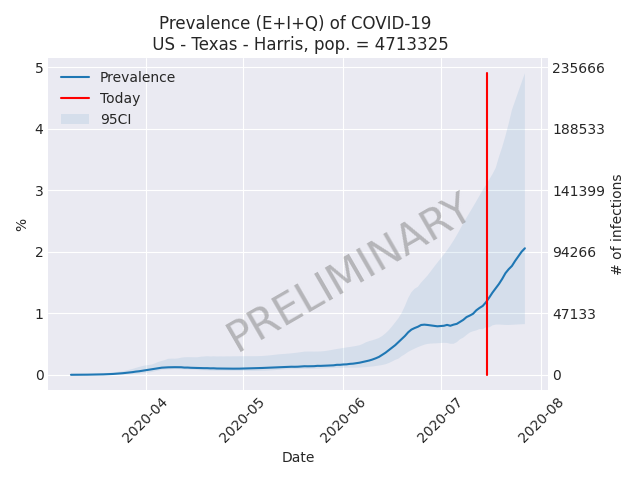 Prevalence (E+I+Q) of COVID-19
US - Texas - Harris, pop. = 4713325
5
4
3
2
1
0
%
Prevalence
Today
95CI
PRELIMINARY
235666
188533
141399
94266
47133
0
# of infections
2020-04
2020-05
2020-06
2020-07
2020-08
Date